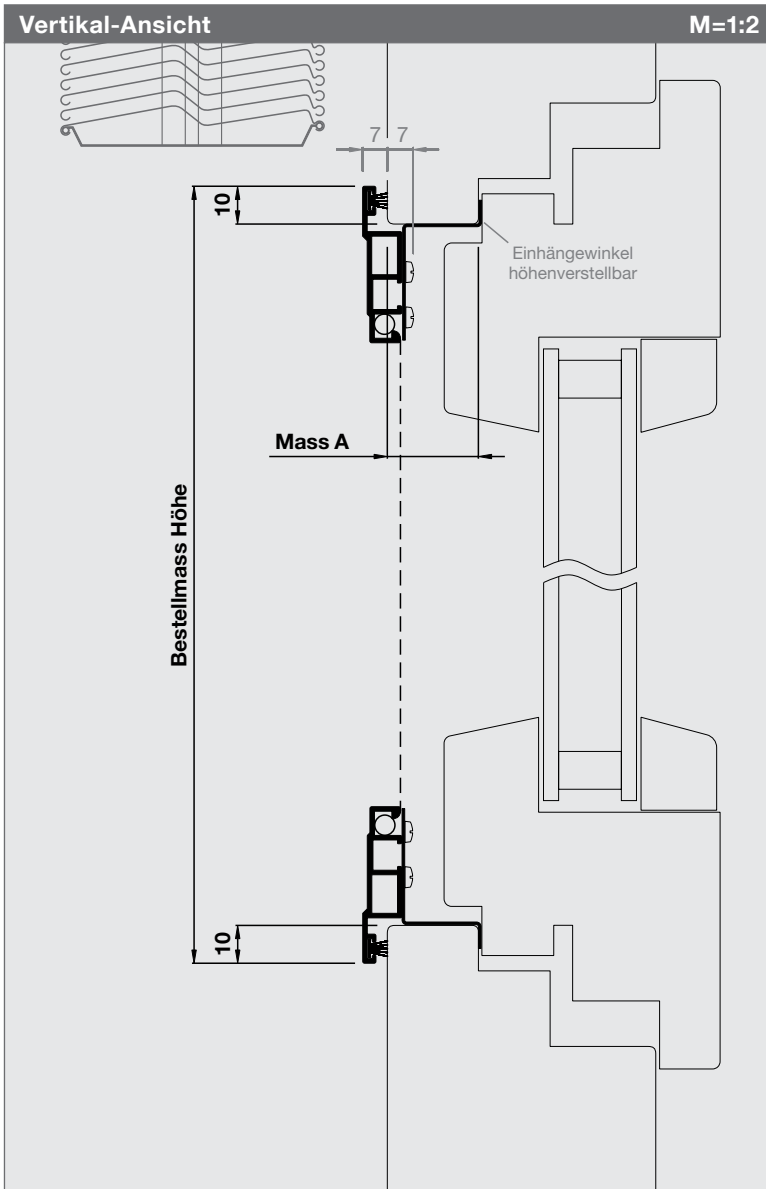 Vertikal-Ansicht M=1:2
7 7
10
Einhängewinkel
höhenverstellbar
Mass A
Bestellmass Höhe
10